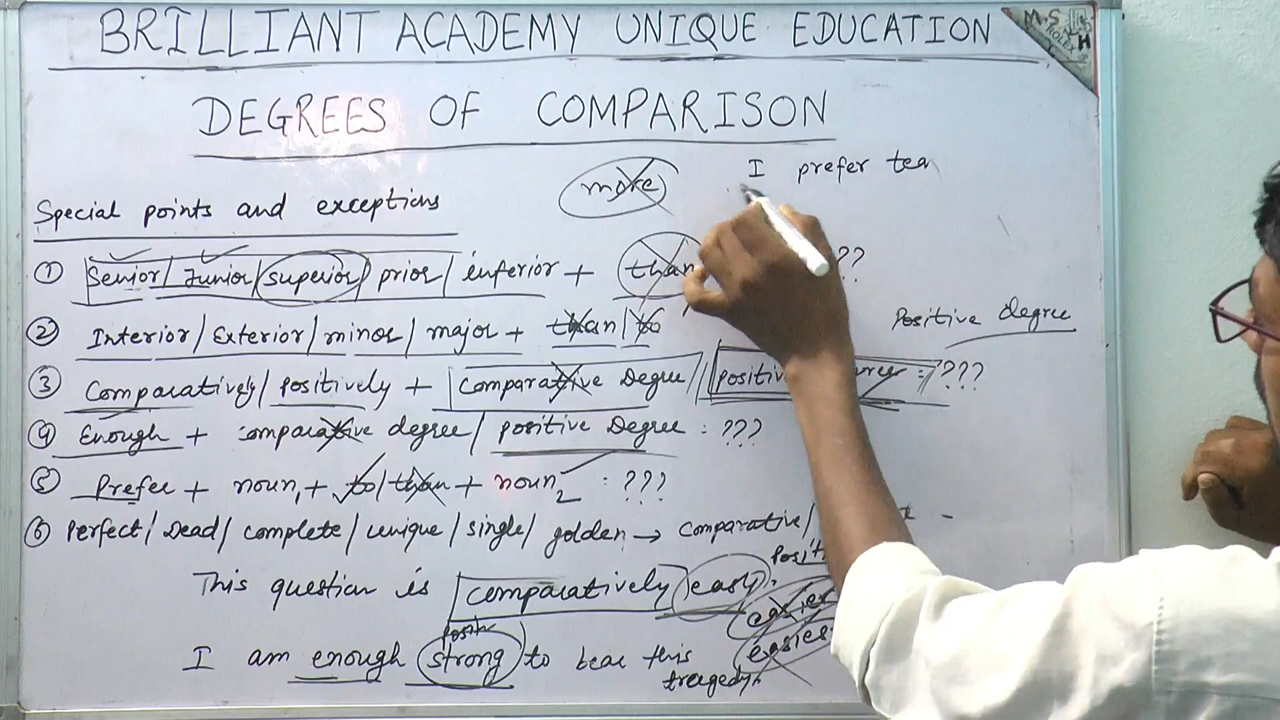 BRILLIANT ACADEMY UNIQUE EDUCATION
M.S
ROLEX
H
DEGREES OF COMPARISON
more
I prefer tea
Special points and exceptions
① Senior/ Junior/ superior/ prior/ inferior + than ??
② Interior/ Exterior/ minor/ major + than/ to
Positive degree
③ Comparatively/ positively + Comparative Degree/ positive ???
④ Enough + comparative degree/ positive Degree : ???
⑤ Prefer + noun1 + to/ than + noun2 : ???
⑥ Perfect/ Dead/ complete/ unique/ single/ golden → comparative/
This question is comparatively easy.
easier
I am enough strong to bear this tragedy.
easies